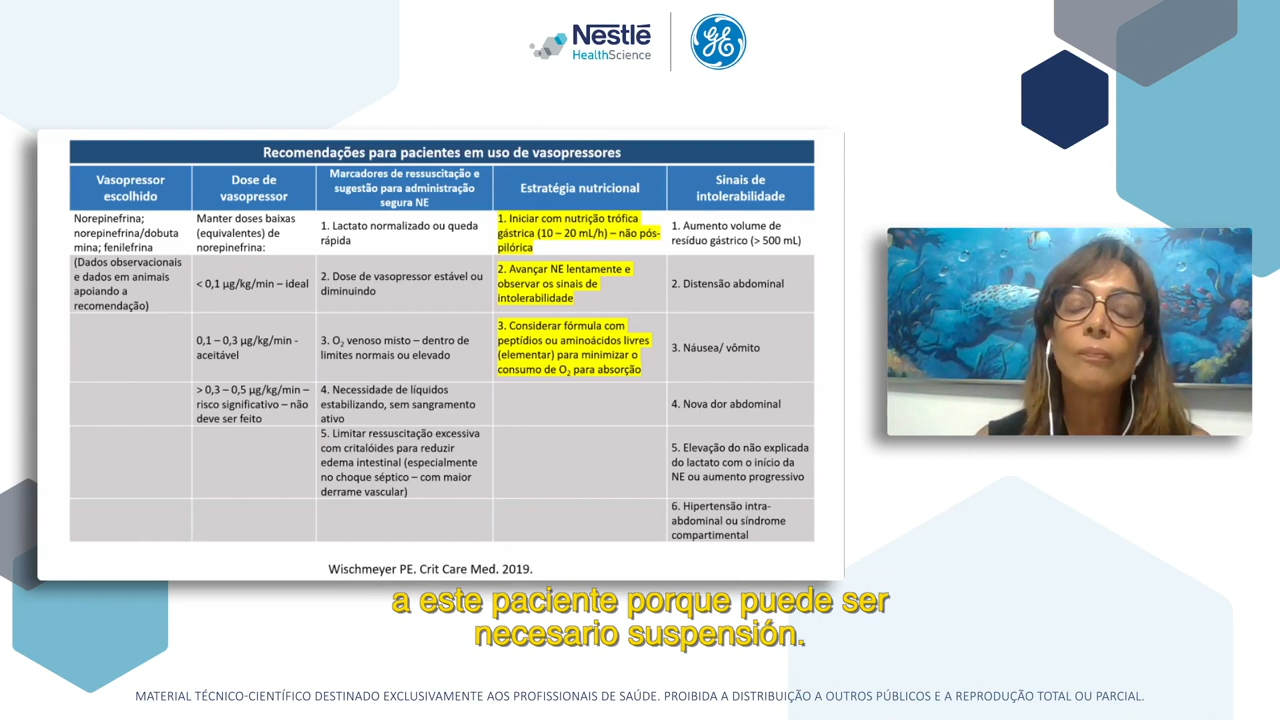 Nestlé
HealthScience
GE
Recomendações para pacientes em uso de vasopressores
Vasopressor
escolhido
Dose de
vasopressor
Marcadores de ressuscitação e
sugestão para administração
segura NE
Estratégia nutricional
Sinais de
intolerabilidade
Norepinefrina;
norepinefrina/dobuta
mina; fenilefrina
Manter doses baixas
(equivalentes) de
norepinefrina:
1. Lactato normalizado ou queda
rápida
1. Iniciar com nutrição trófica
gástrica (10 – 20 mL/h) – não pós-
pilórica
1. Aumento volume de
resíduo gástrico (> 500 mL)
(Dados observacionais
e dados em animais
apoiando a
recomendação)
< 0,1 µg/kg/min – ideal
2. Dose de vasopressor estável ou
diminuindo
2. Avançar NE lentamente e
observar os sinais de
intolerabilidade
2. Distensão abdominal
0,1 – 0,3 µg/kg/min -
aceitável
3. O₂ venoso misto – dentro de
limites normais ou elevado
3. Considerar fórmula com
peptídios ou aminoácidos livres
(elementar) para minimizar o
consumo de O₂ para absorção
3. Náusea/ vômito
> 0,3 – 0,5 µg/kg/min –
risco significativo – não
deve ser feito
4. Necessidade de líquidos
estabilizando, sem sangramento
ativo
4. Nova dor abdominal
5. Limitar ressuscitação excessiva
com critalóides para reduzir
edema intestinal (especialmente
no choque séptico – com maior
derrame vascular)
5. Elevação do não explicada
do lactato com o início da
NE ou aumento progressivo
6. Hipertensão intra-
abdominal ou síndrome
compartimental
Wischmeyer PE. Crit Care Med. 2019.
a este paciente porque puede ser
necesario suspensión.
MATERIAL TÉCNICO-CIENTÍFICO DESTINADO EXCLUSIVAMENTE AOS PROFISSIONAIS DE SAÚDE. PROIBIDA A DISTRIBUIÇÃO A OUTROS PÚBLICOS E A REPRODUÇÃO TOTAL OU PARCIAL.